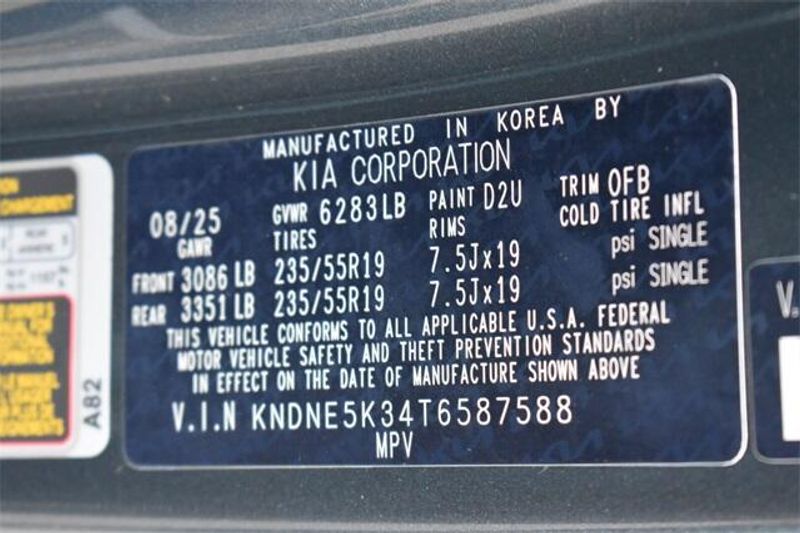 MANUFACTURED IN KOREA BY
KIA CORPORATION
08/25 GVWR 6283LB PAINT D2U TRIM OFB
GAWR TIRES RIMS COLD TIRE INFL
FRONT 3086 LB 235/55R19 7.5Jx19 psi SINGLE
REAR 3351 LB 235/55R19 7.5Jx19 psi SINGLE
THIS VEHICLE CONFORMS TO ALL APPLICABLE U.S.A. FEDERAL
MOTOR VEHICLE SAFETY AND THEFT PREVENTION STANDARDS
IN EFFECT ON THE DATE OF MANUFACTURE SHOWN ABOVE
V.I.N KNDNE5K34T6587588
MPV
A82
V.